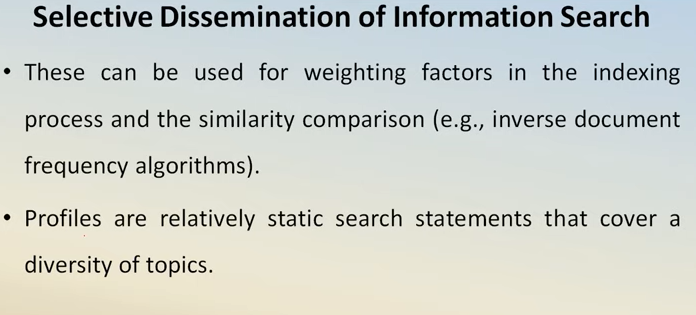 Selective Dissemination of Information Search
• These can be used for weighting factors in the indexing
process and the similarity comparison (e.g., inverse document
frequency algorithms).
• Profiles are relatively static search statements that cover a
diversity of topics.